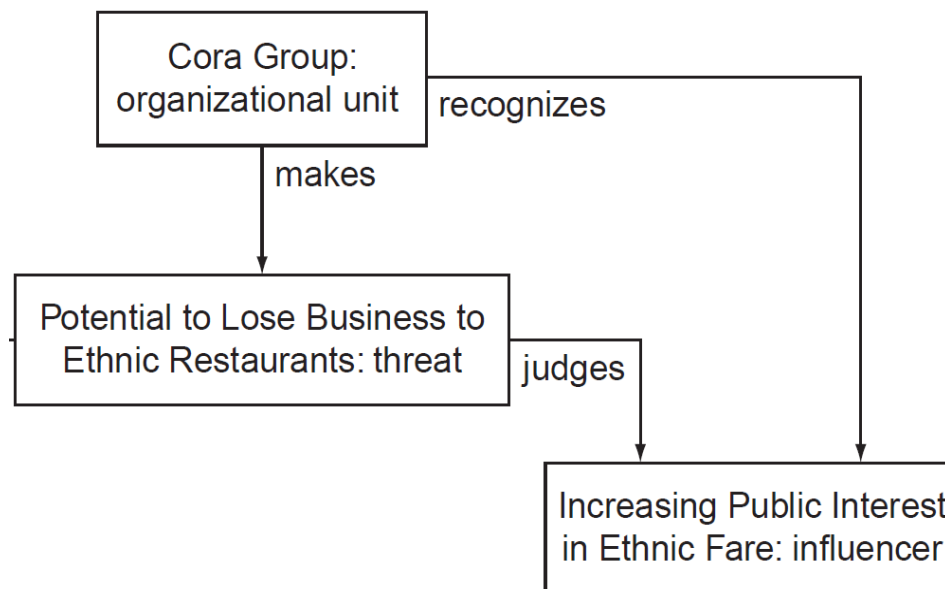 Cora Group:
organizational unit
recognizes
makes
Potential to Lose Business to
Ethnic Restaurants: threat
judges
Increasing Public Interest
in Ethnic Fare: influencer